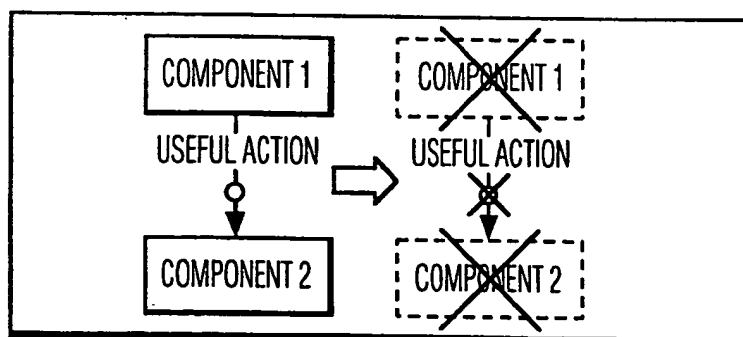 COMPONENT 1
USEFUL ACTION
COMPONENT 2
COMPONENT 1
USEFUL ACTION
COMPONENT 2